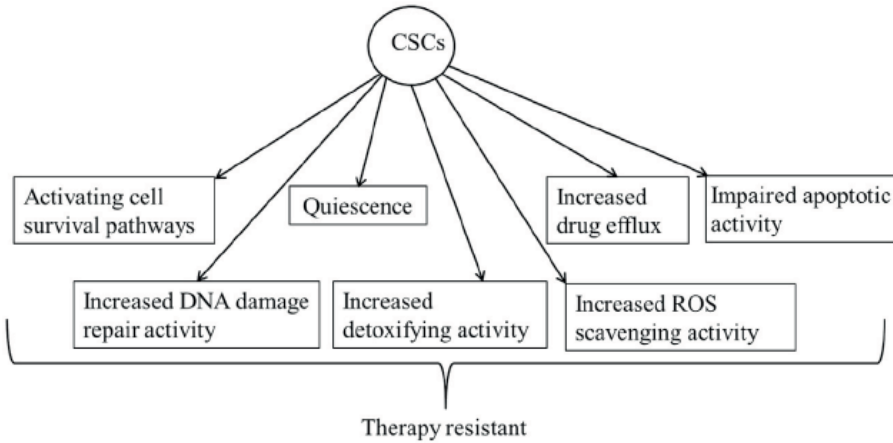 CSCs
Activating cell
survival pathways
Quiescence
Increased
drug efflux
Impaired apoptotic
activity
Increased DNA damage
repair activity
Increased
detoxifying activity
Increased ROS
scavenging activity
Therapy resistant